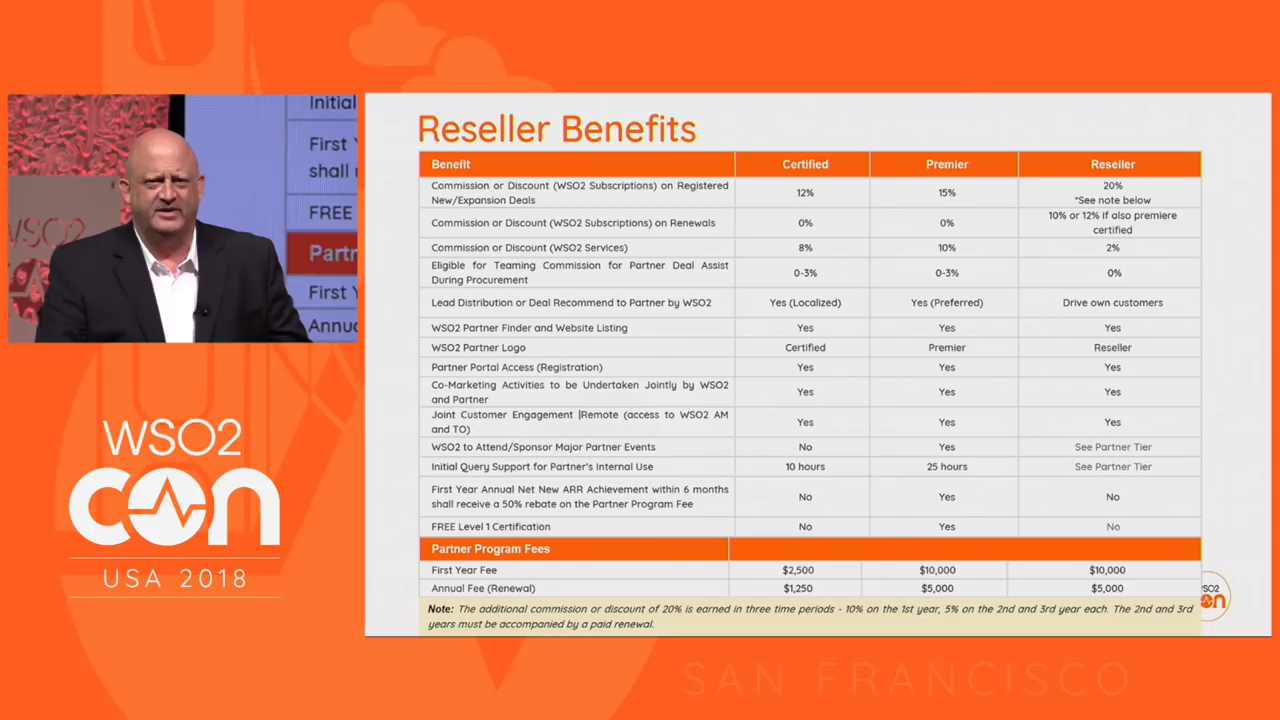 Initial
First Y
shall r
FREE
Partn
First Y
Annu
WSO2
WSO2
con
USA 2018
Reseller Benefits
Benefit Certified Premier Reseller
Commission or Discount (WSO2 Subscriptions) on Registered
New/Expansion Deals
12% 15% 20%
*See note below
Commission or Discount (WSO2 Subscriptions) on Renewals 0% 0% 10% or 12% if also premiere
certified
Commission or Discount (WSO2 Services) 8% 10% 2%
Eligible for Teaming Commission for Partner Deal Assist
During Procurement
0-3% 0-3% 0%
Lead Distribution or Deal Recommend to Partner by WSO2 Yes (Localized) Yes (Preferred) Drive own customers
WSO2 Partner Finder and Website Listing Yes Yes Yes
WSO2 Partner Logo Certified Premier Reseller
Partner Portal Access (Registration) Yes Yes Yes
Co-Marketing Activities to be Undertaken Jointly by WSO2
and Partner
Yes Yes Yes
Joint Customer Engagement |Remote (access to WSO2 AM
and TO)
Yes Yes Yes
WSO2 to Attend/Sponsor Major Partner Events No Yes See Partner Tier
Initial Query Support for Partner's Internal Use 10 hours 25 hours See Partner Tier
First Year Annual Net New ARR Achievement within 6 months
shall receive a 50% rebate on the Partner Program Fee
No Yes No
FREE Level 1 Certification No Yes No
Partner Program Fees
First Year Fee $2,500 $10,000 $10,000
Annual Fee (Renewal) $1,250 $5,000 $5,000
Note: The additional commission or discount of 20% is earned in three time periods - 10% on the 1st year, 5% on the 2nd and 3rd year each. The 2nd and 3rd
years must be accompanied by a paid renewal.
SAN FRANCISCO